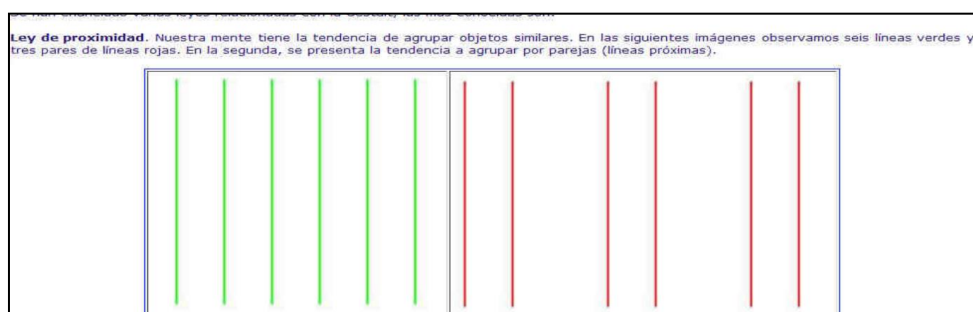 Ley de proximidad. Nuestra mente tiene la tendencia de agrupar objetos similares. En las siguientes imágenes observamos seis líneas verdes y
tres pares de líneas rojas. En la segunda, se presenta la tendencia a agrupar por parejas (líneas próximas).